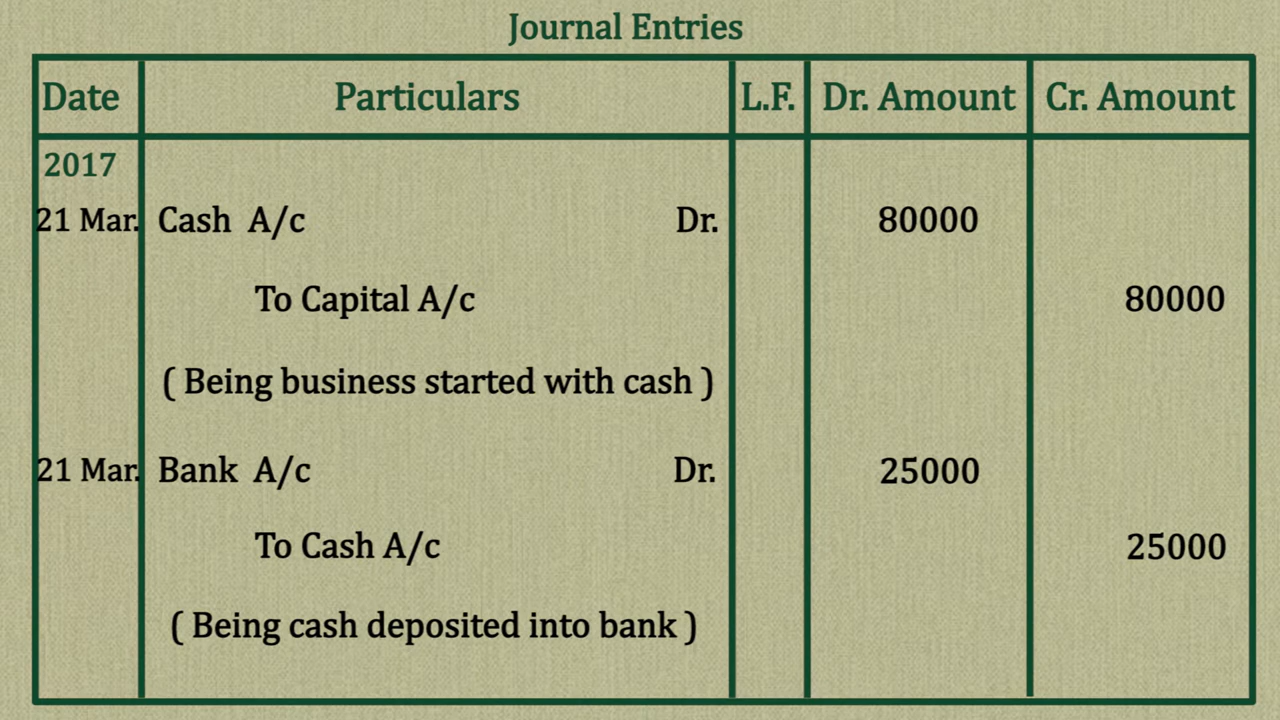 Journal Entries
Date Particulars L.F. Dr. Amount Cr. Amount
2017
21 Mar. Cash A/c Dr. 80000
To Capital A/c 80000
( Being business started with cash )
21 Mar. Bank A/c Dr. 25000
To Cash A/c 25000
( Being cash deposited into bank )